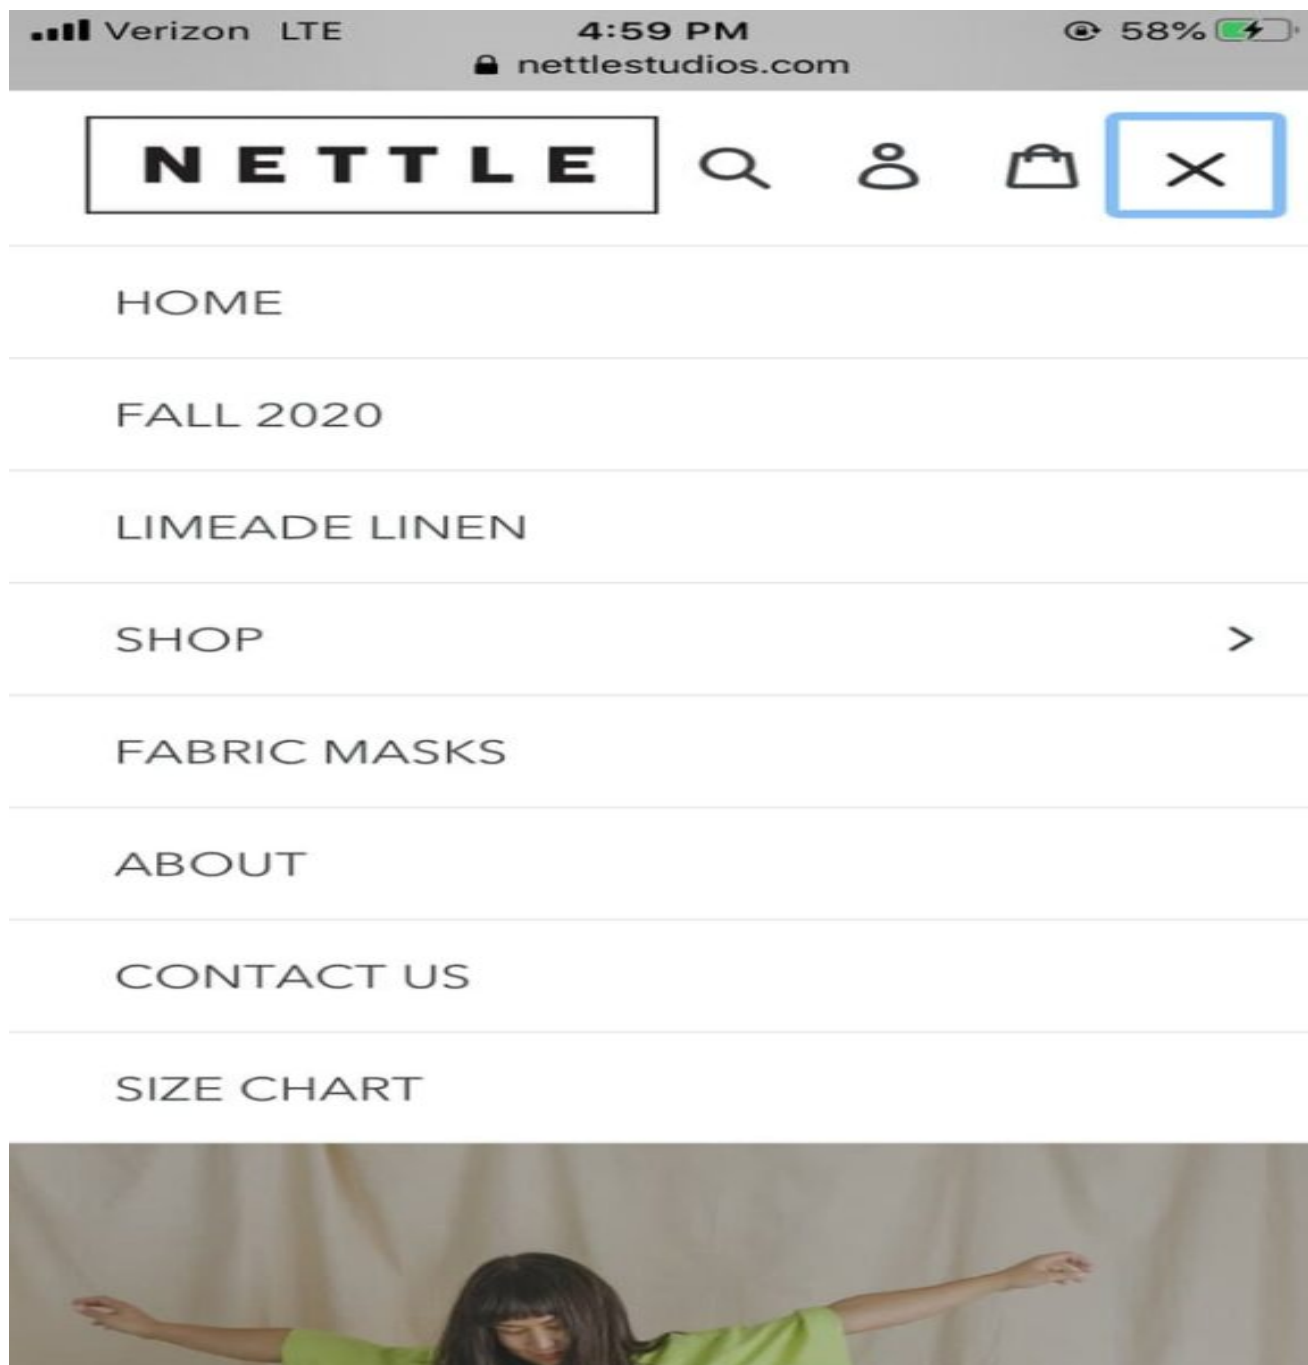 Verizon LTE 4:59 PM 58%
nettlestudios.com
NETTLE
HOME
FALL 2020
LIMEADE LINEN
SHOP
FABRIC MASKS
ABOUT
CONTACT US
SIZE CHART